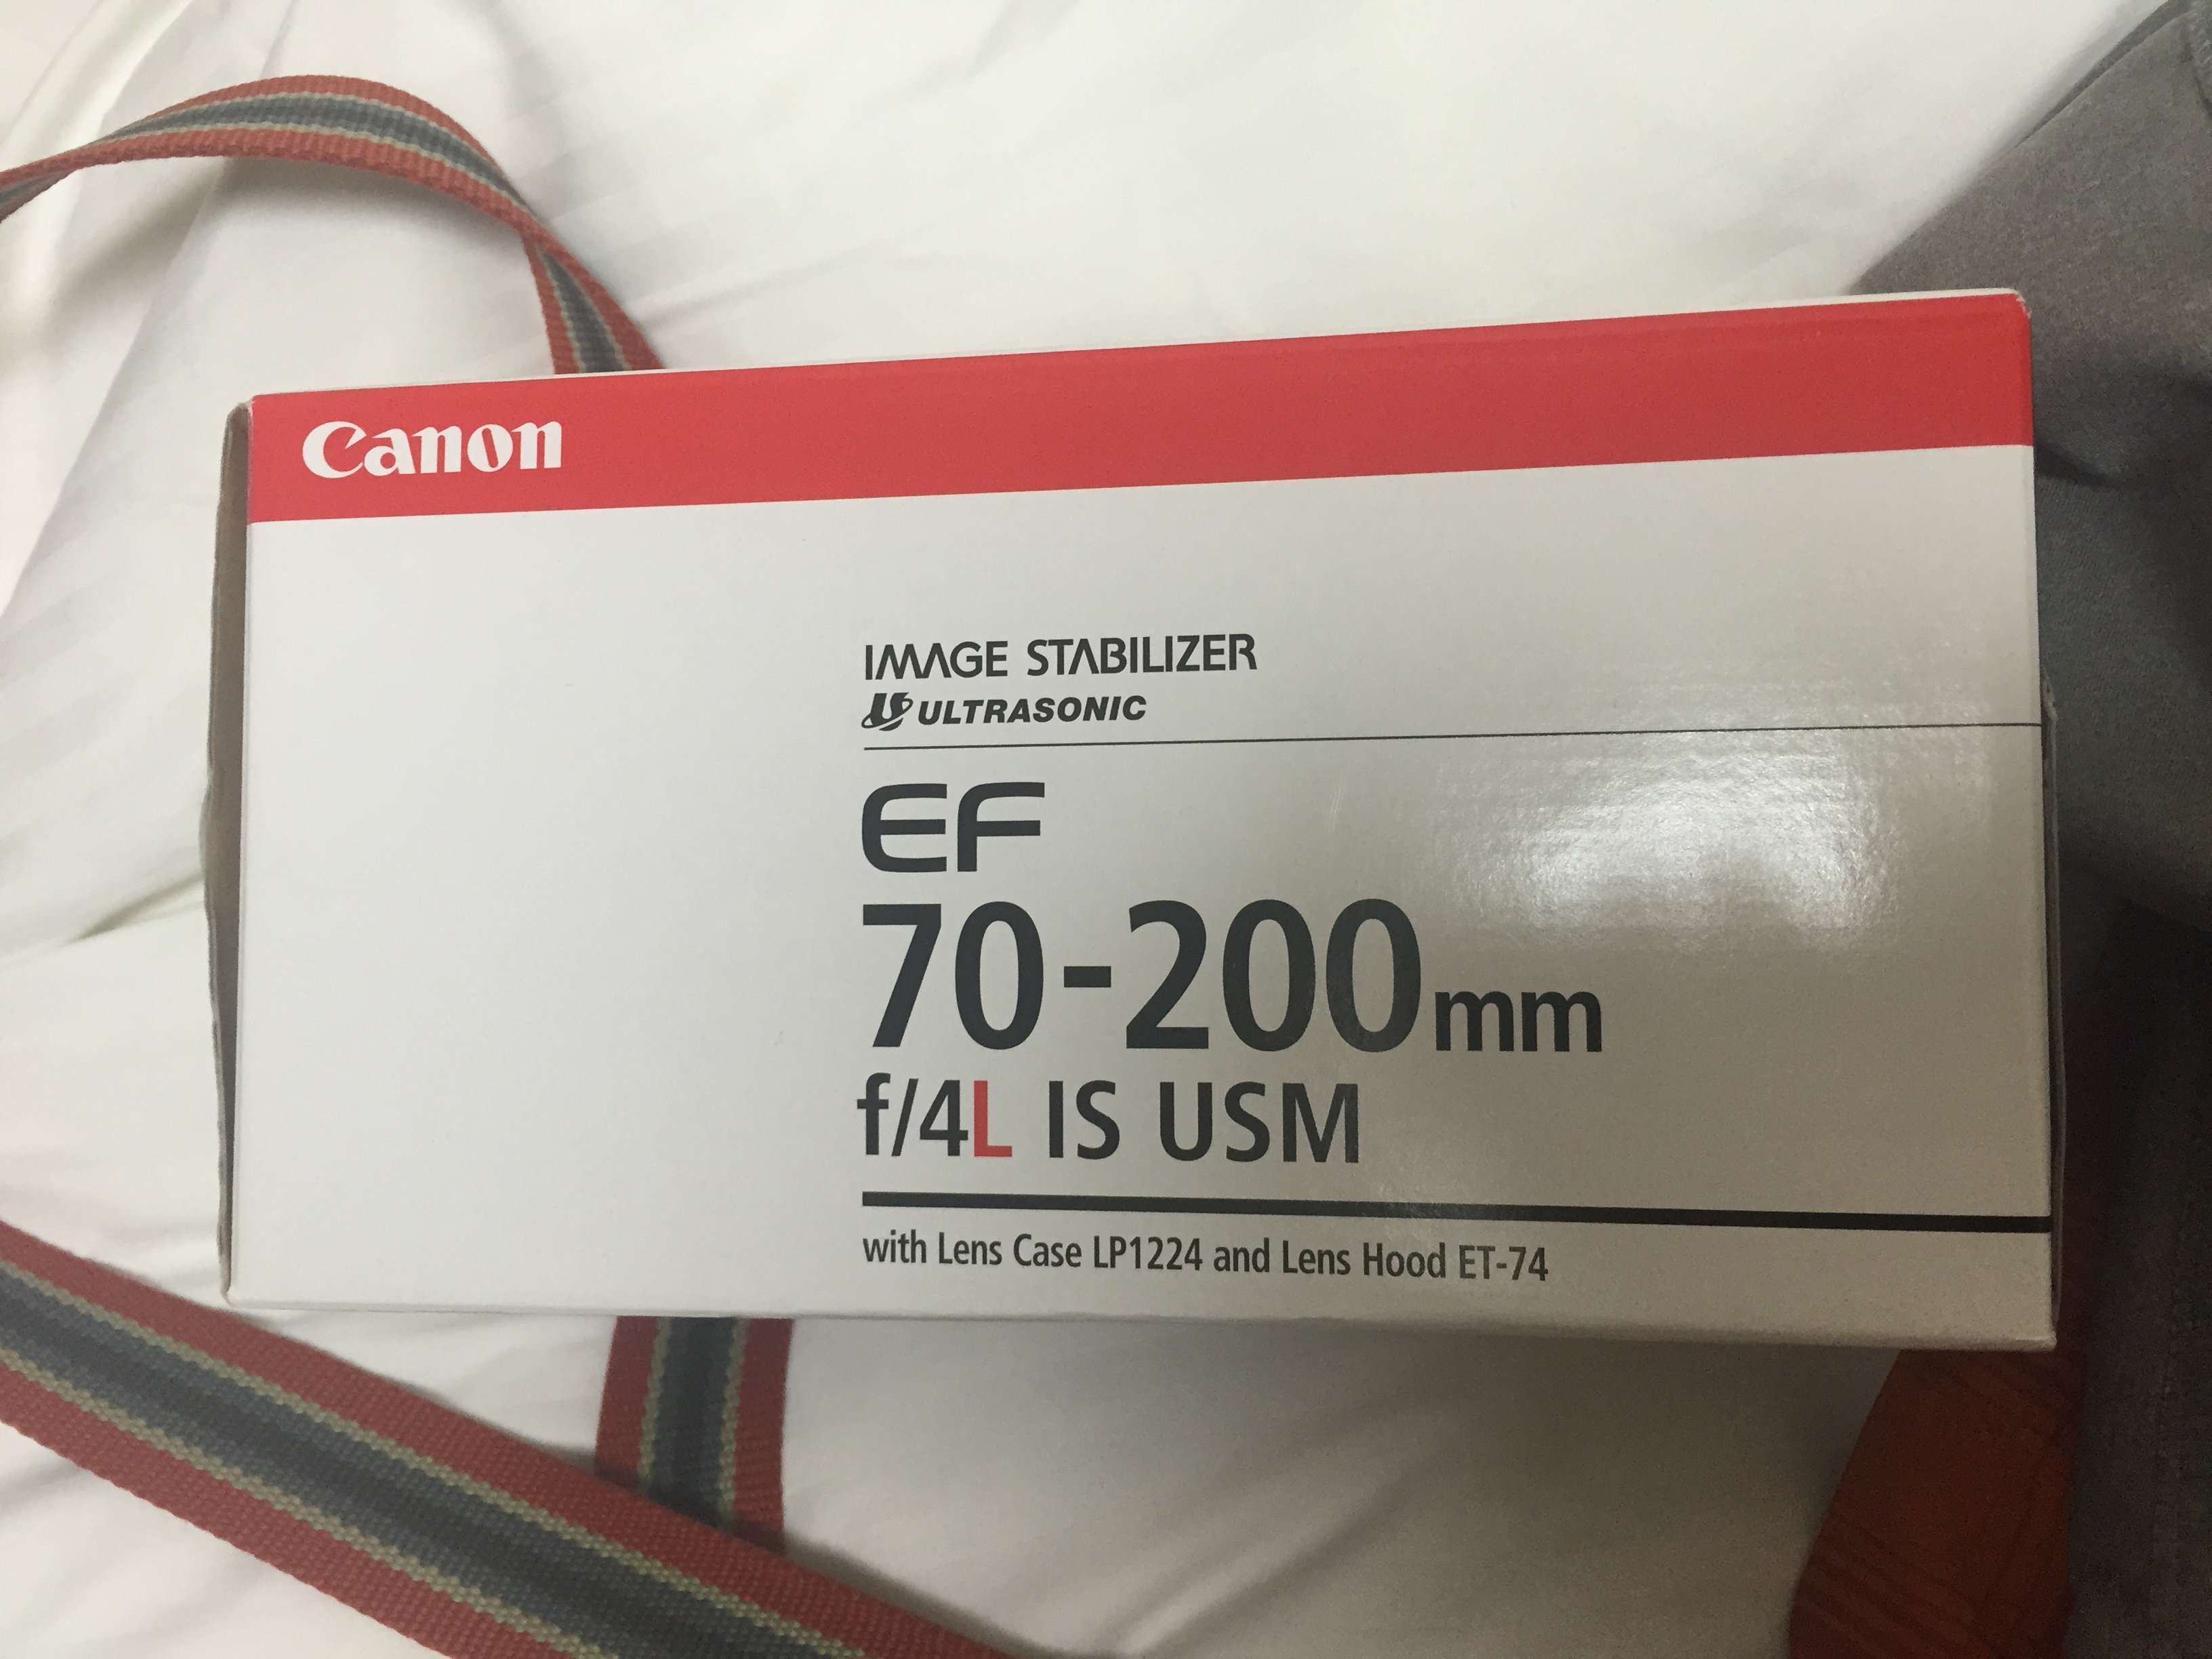 Canon
IMAGE STABILIZER
ULTRASONIC
EF
70-200mm
f/4L IS USM
with Lens Case LP1224 and Lens Hood ET-74